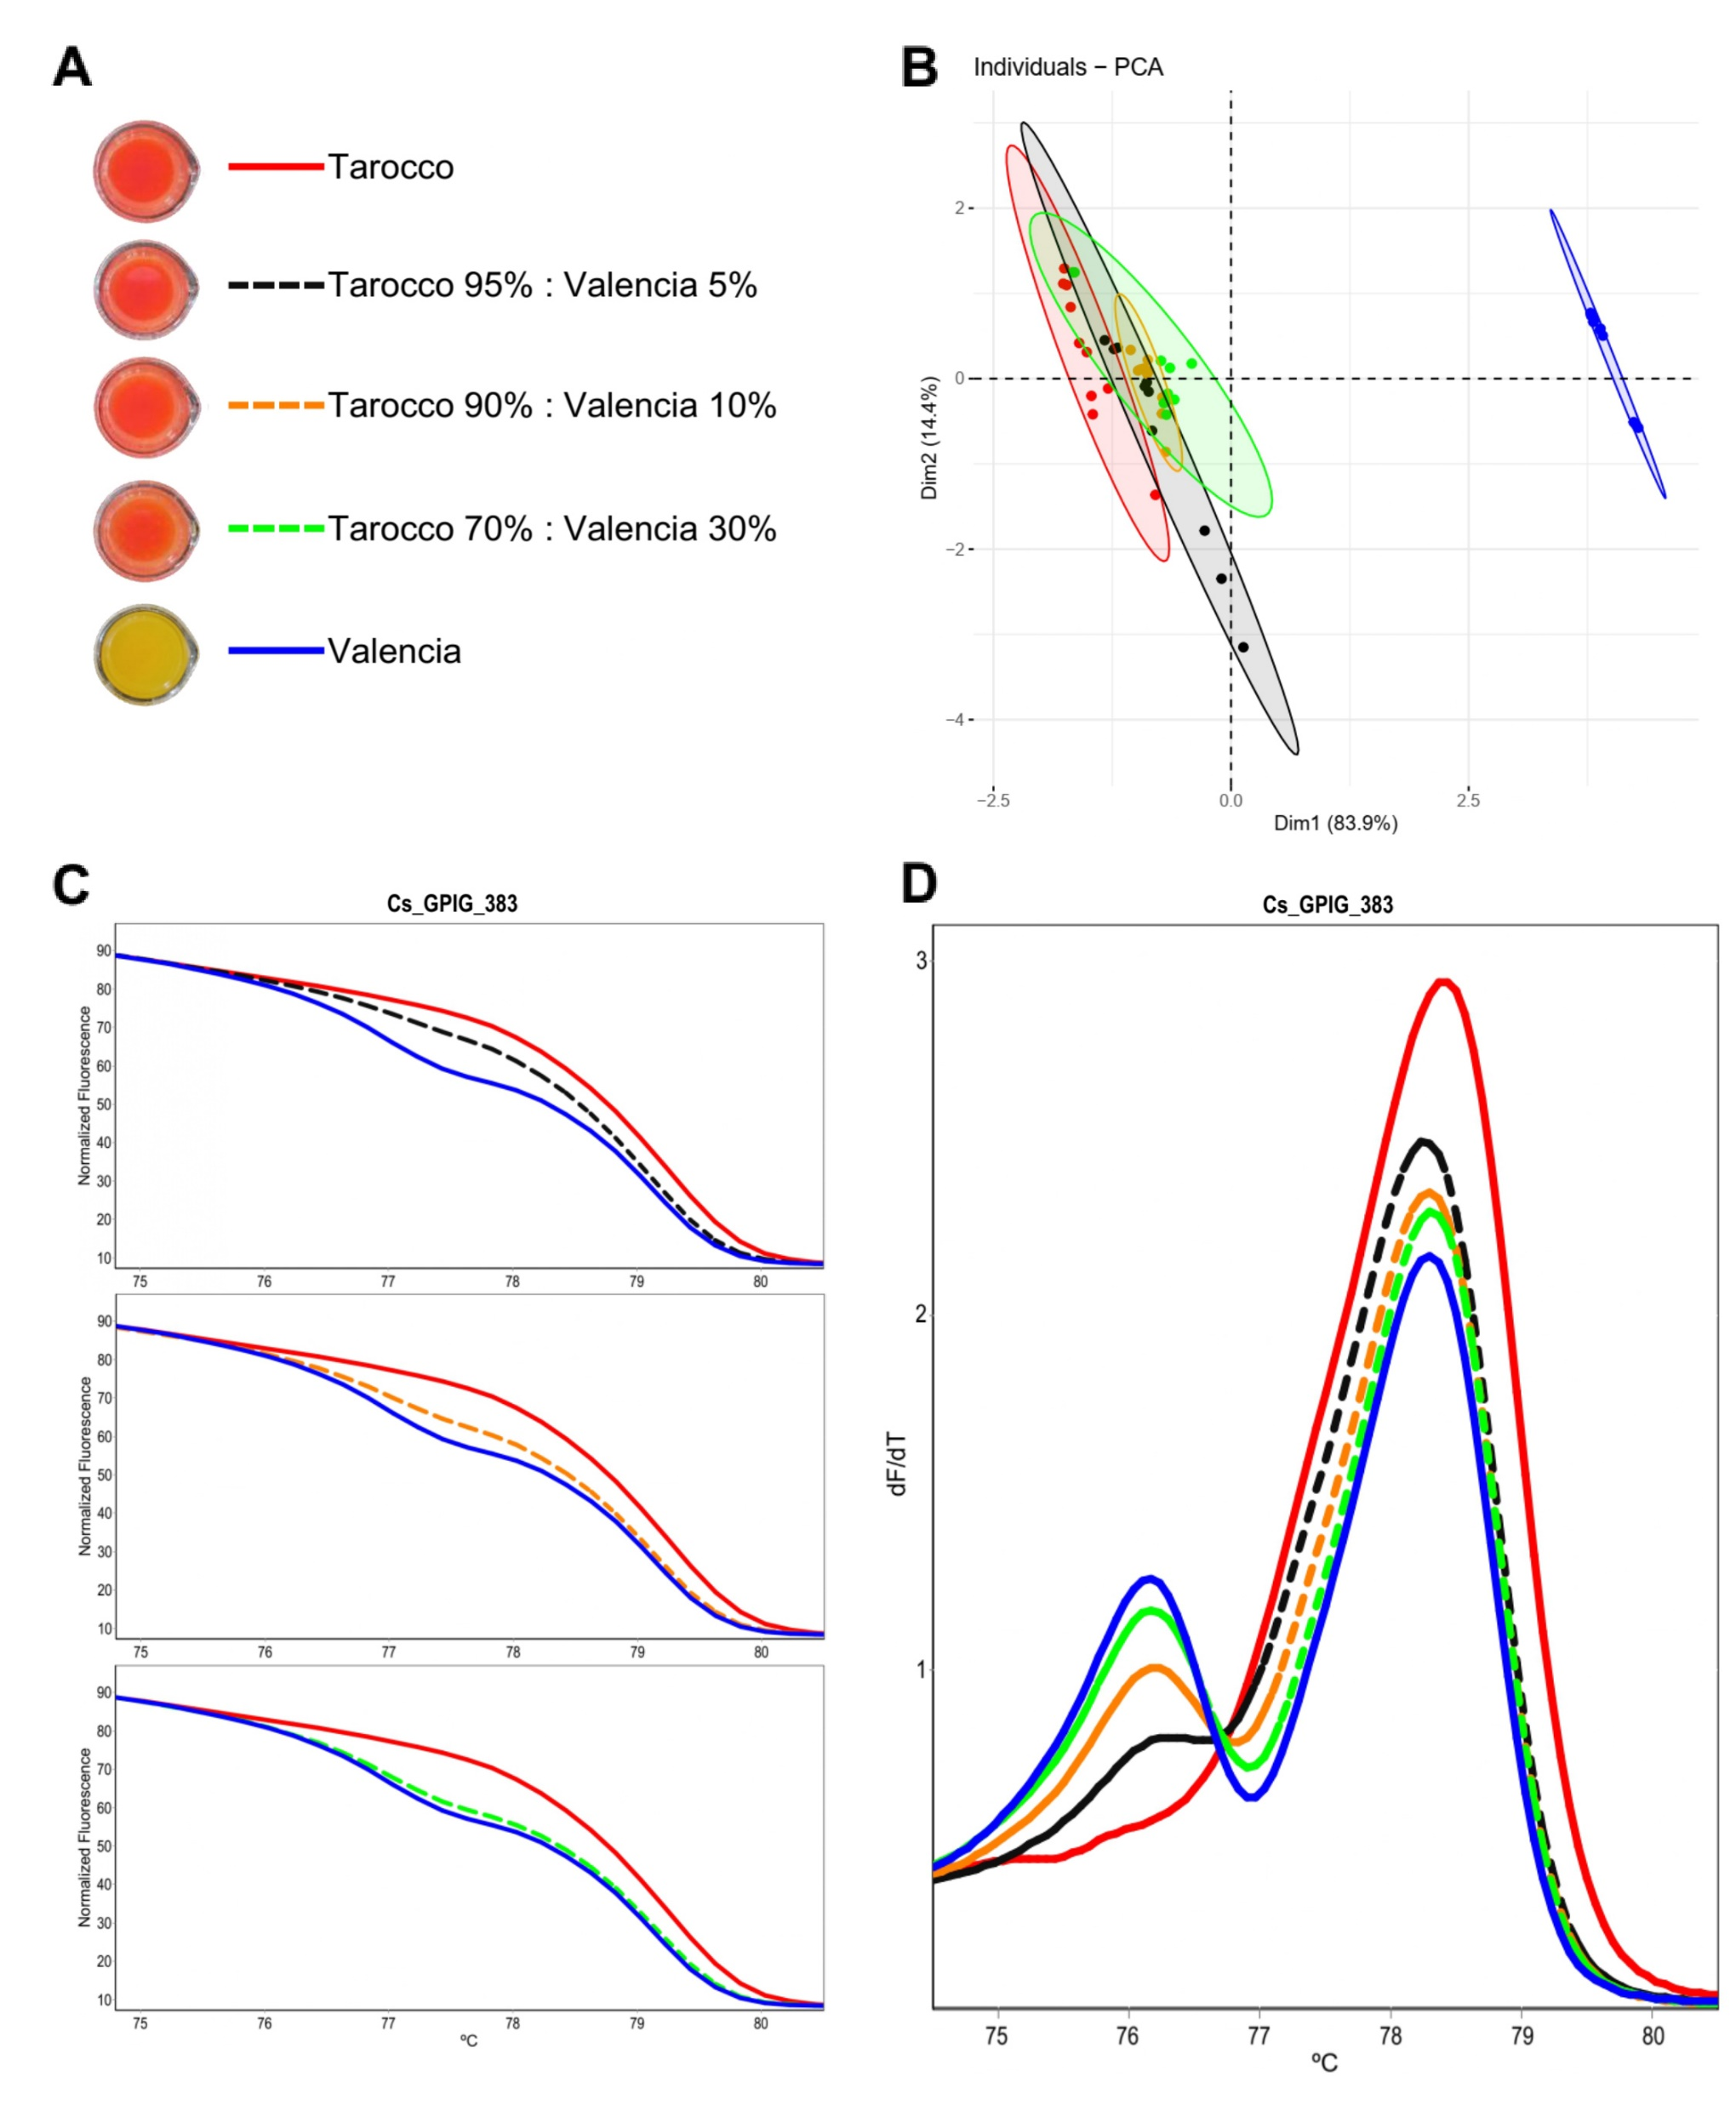 A
Tarocco
Tarocco 95% : Valencia 5%
Tarocco 90% : Valencia 10%
Tarocco 70% : Valencia 30%
Valencia
B
Individuals − PCA
2
0
−2
−4
Dim2 (14.4%)
−2.5
0.0
2.5
Dim1 (83.9%)
C
Cs_GPIG_383
Normalized Fluorescence
90
80
70
60
50
40
30
20
10
75 76 77 78 79 80
Normalized Fluorescence
90
80
70
60
50
40
30
20
10
75 76 77 78 79 80
Normalized Fluorescence
90
80
70
60
50
40
30
20
10
75 76 77 78 79 80
ºC
D
Cs_GPIG_383
3
2
1
dF/dT
75 76 77 78 79 80
ºC